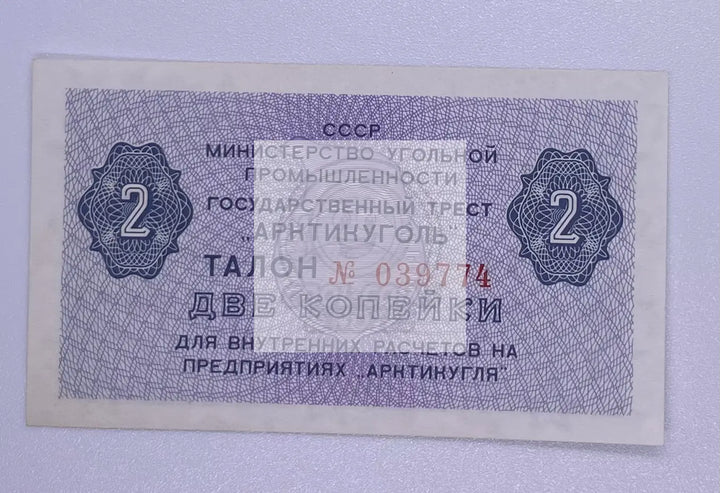 СССР
МИНИСТЕРСТВО УГОЛЬНОЙ
ПРОМЫШЛЕННОСТИ
ГОСУДАРСТВЕННЫЙ ТРЕСТ
2 „АРКТИКУГОЛЬ" 2
ТАЛОН № 039774
ДВЕ КОПЕЙКИ
ДЛЯ ВНУТРЕННИХ РАСЧЕТОВ НА
ПРЕДПРИЯТИЯХ „АРКТИКУГЛЯ"